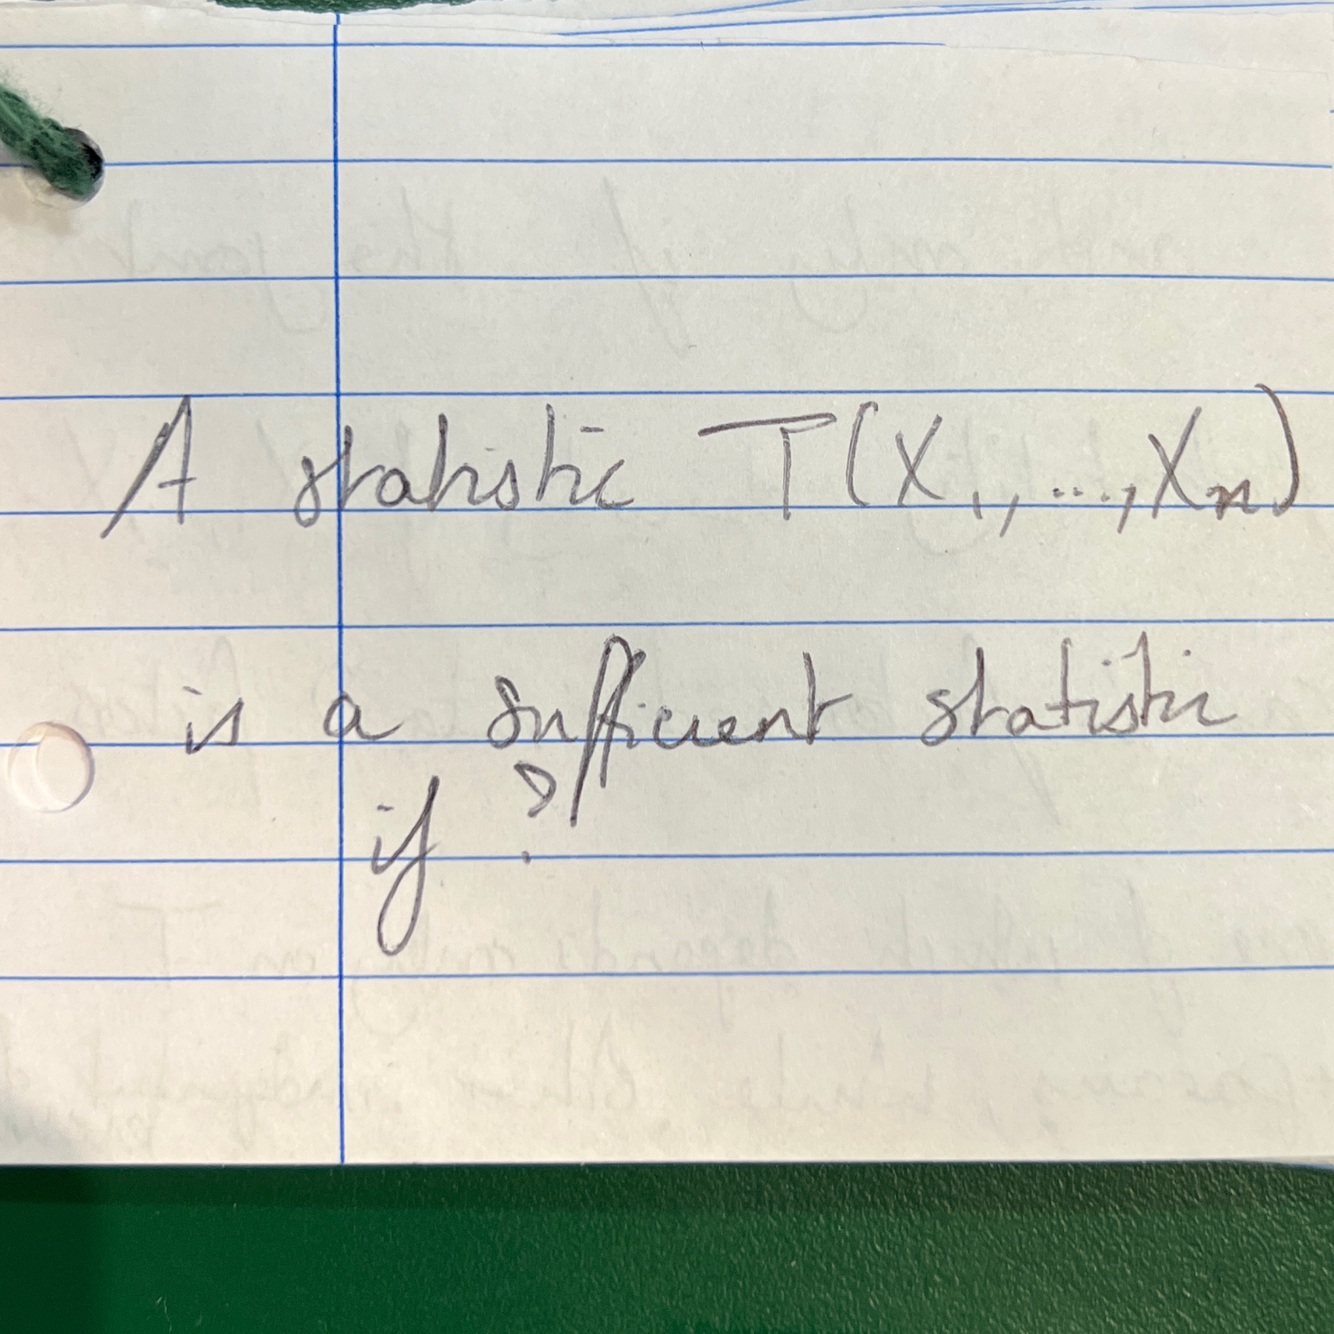 A statistic T(X₁, ..., Xₙ)
is a sufficient statistic
if ?